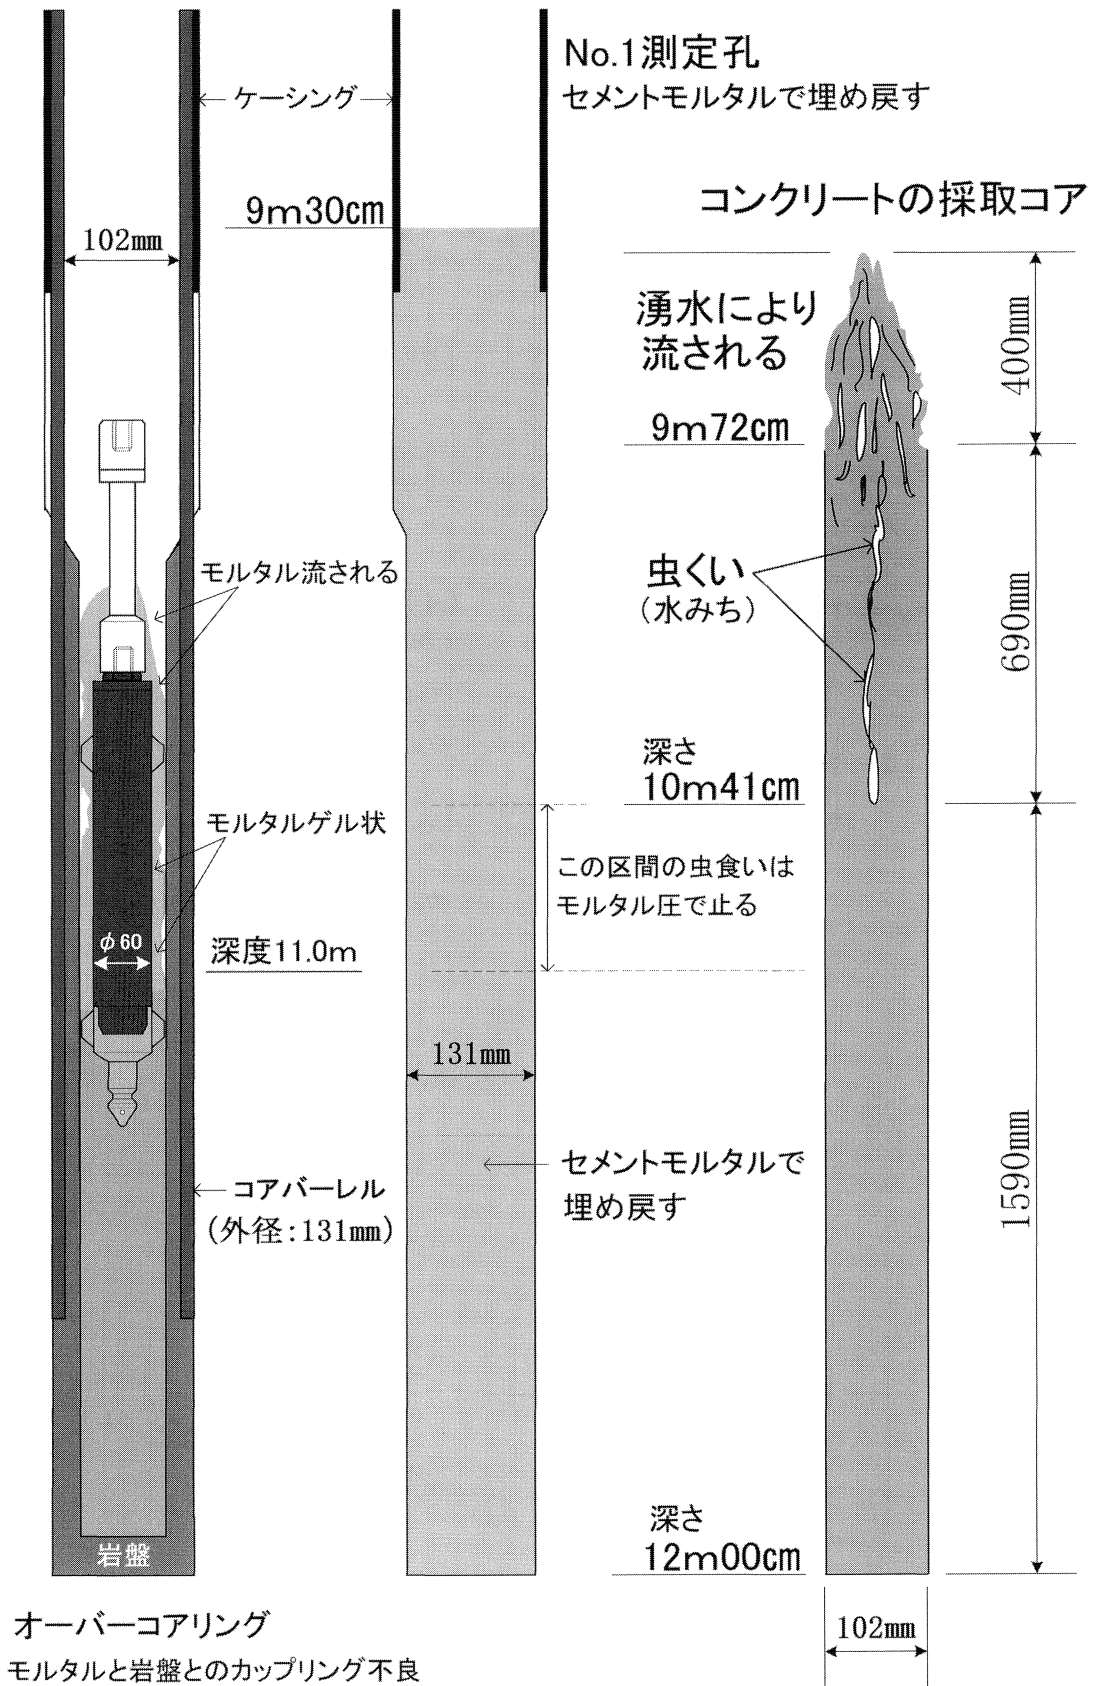 No.1測定孔
セメントモルタルで埋め戻す
ケーシング
コンクリートの採取コア
9m30cm
102mm
湧水により
流される
400mm
9m72cm
モルタル流される
虫くい
(水みち)
690mm
深さ
10m41cm
モルタルゲル状
この区間の虫食いは
モルタル圧で止る
φ60
深度11.0m
131mm
セメントモルタルで
埋め戻す
1590mm
コアバーレル
(外径:131mm)
深さ
12m00cm
岩盤
オーバーコアリング
102mm
モルタルと岩盤とのカップリング不良